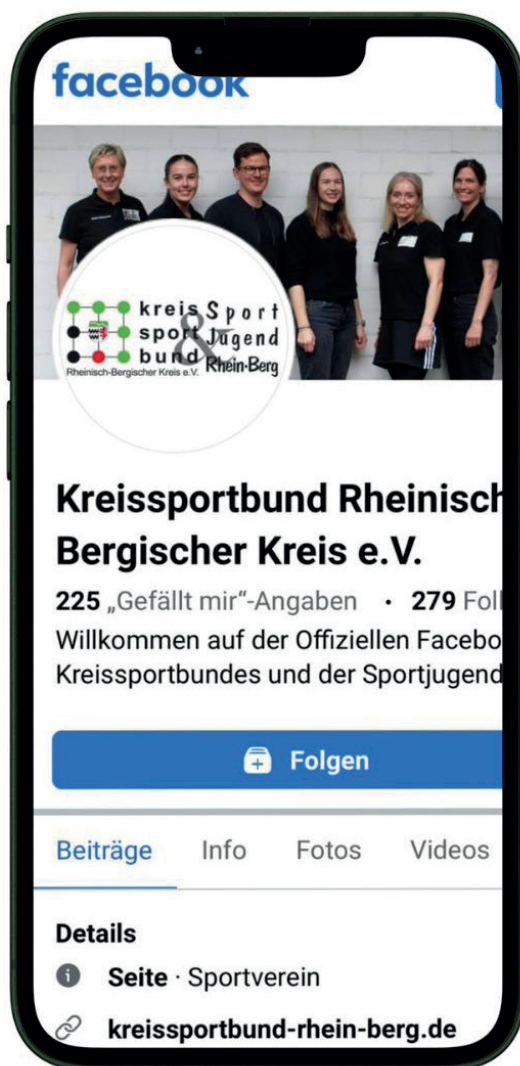 facebook
kreis Sport
sport & Jugend
bund Rhein-Berg
Rheinisch-Bergischer Kreis e.V.
Kreissportbund Rheinisch
Bergischer Kreis e.V.
225 „Gefällt mir“-Angaben · 279 Foll
Willkommen auf der Offiziellen Facebo
Kreissportbundes und der Sportjugend
Folgen
Beiträge Info Fotos Videos
Details
Seite · Sportverein
kreissportbund-rhein-berg.de